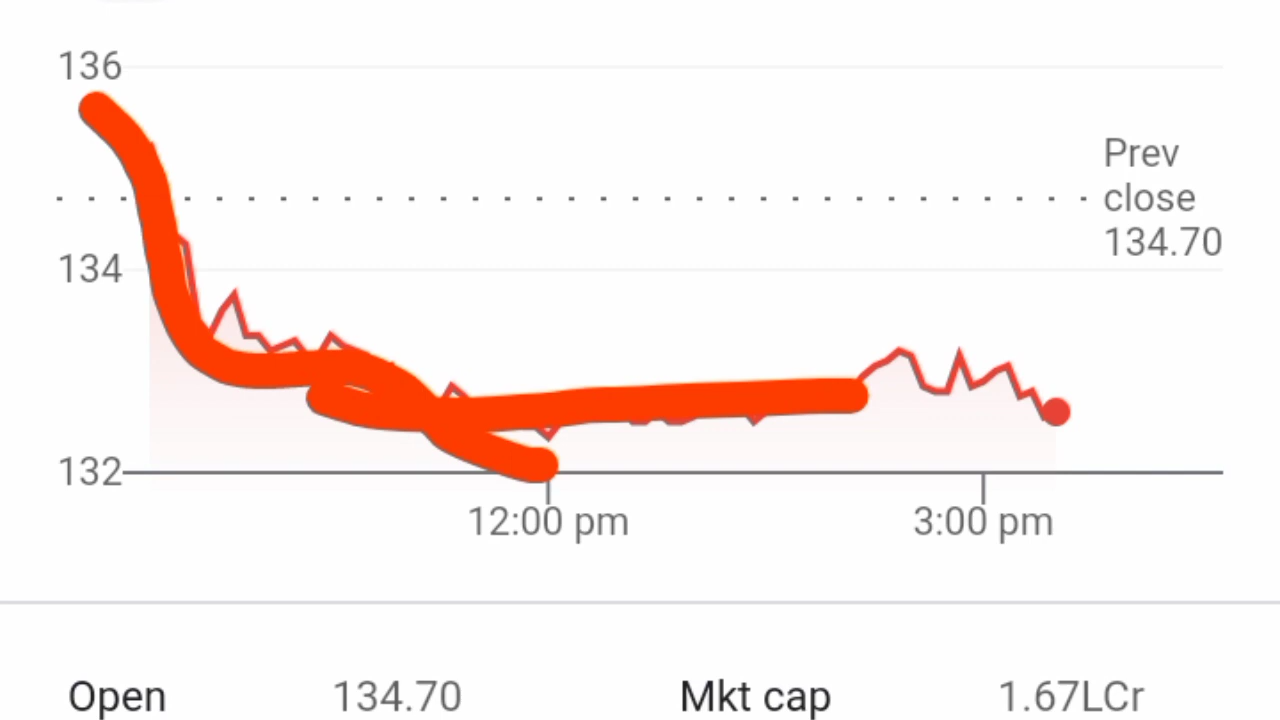 136
Prev
close
134.70
134
132
12:00 pm 3:00 pm
Open 134.70 Mkt cap 1.67LCr